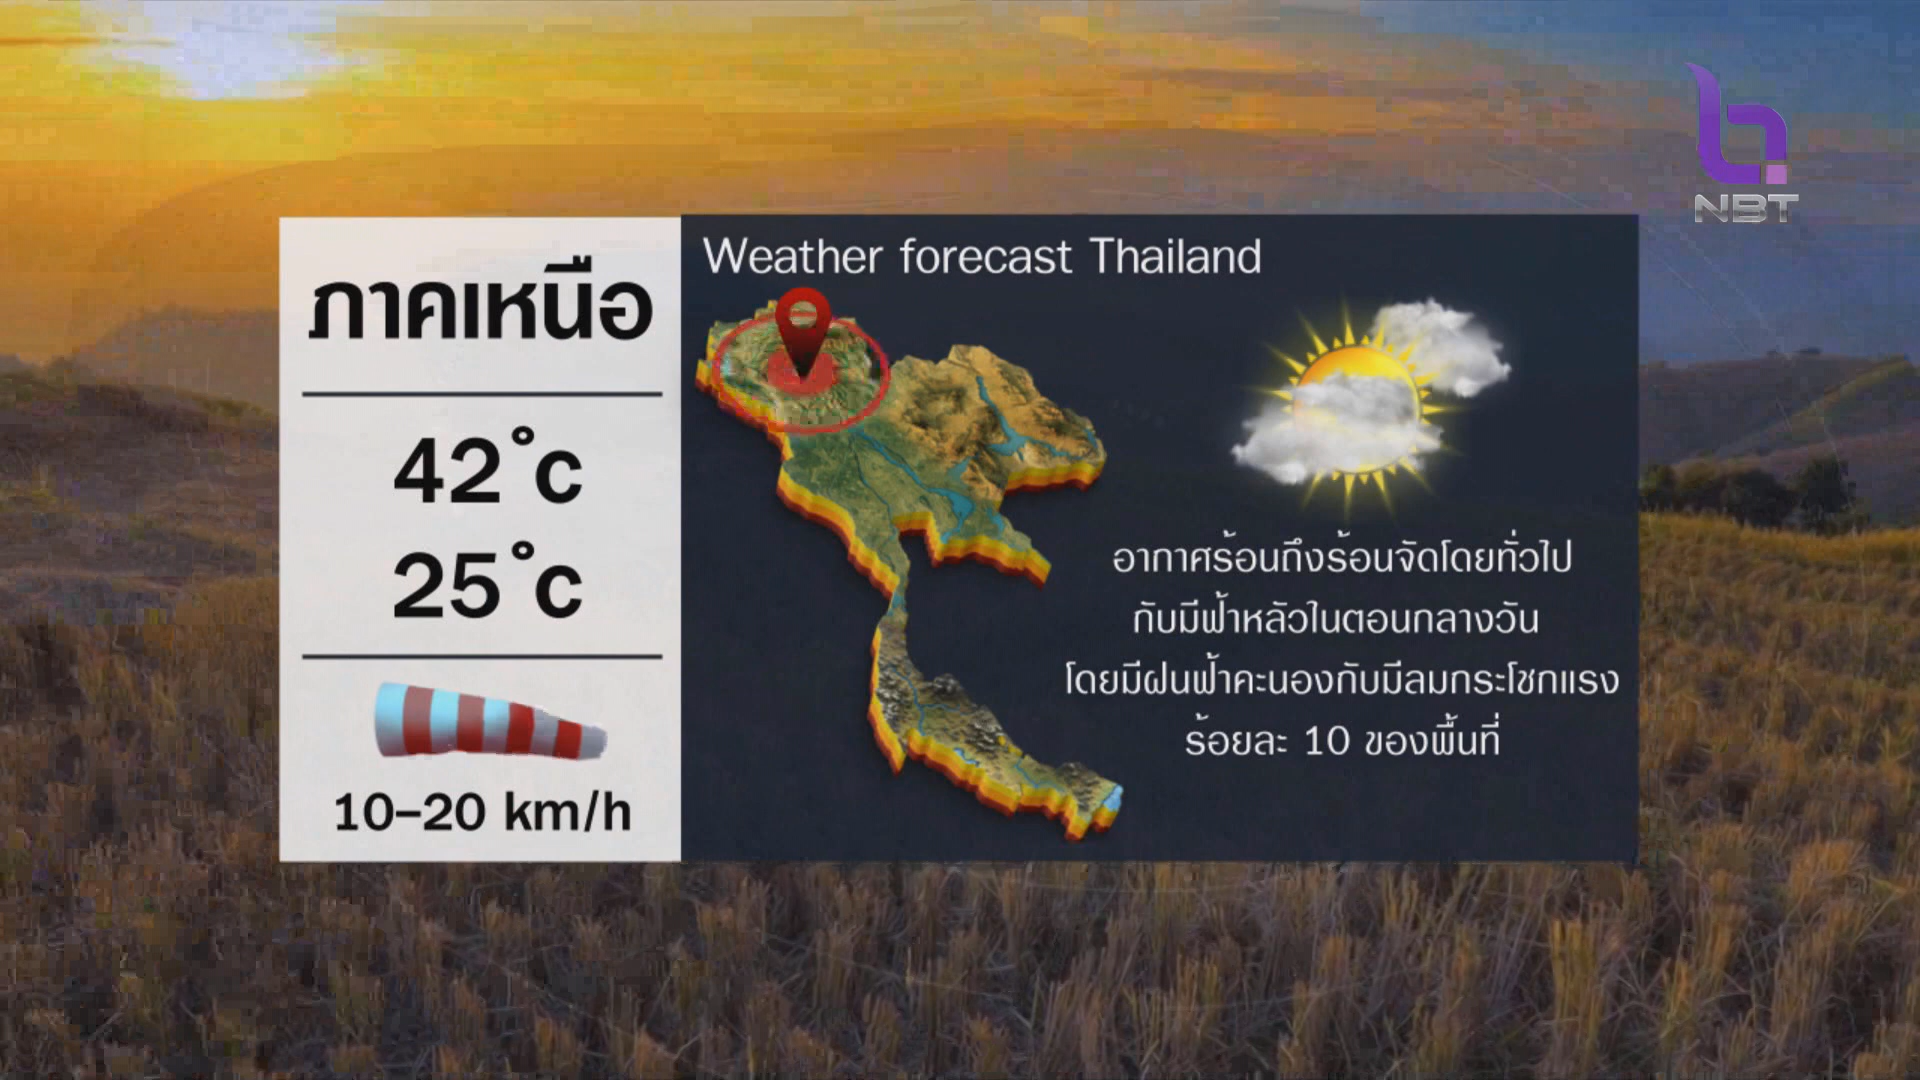 NBT
ภาคเหนือ
42°c
25°c
10–20 km/h
Weather forecast Thailand
อากาศร้อนถึงร้อนจัดโดยทั่วไป
กับมีฟ้าหลัวในตอนกลางวัน
โดยมีฝนฟ้าคะนองกับมีลมกระโชกแรง
ร้อยละ 10 ของพื้นที่